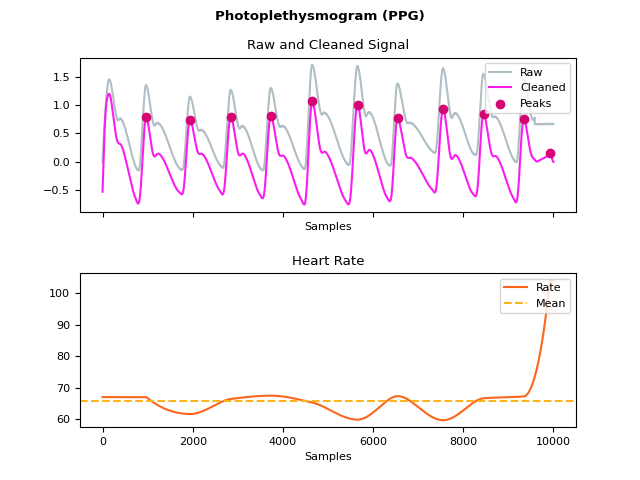 Photoplethysmogram (PPG)
Raw and Cleaned Signal
1.5
1.0
0.5
0.0
−0.5
Raw
Cleaned
Peaks
Samples
Heart Rate
100
90
80
70
60
Rate
Mean
0
2000
4000
6000
8000
10000
Samples